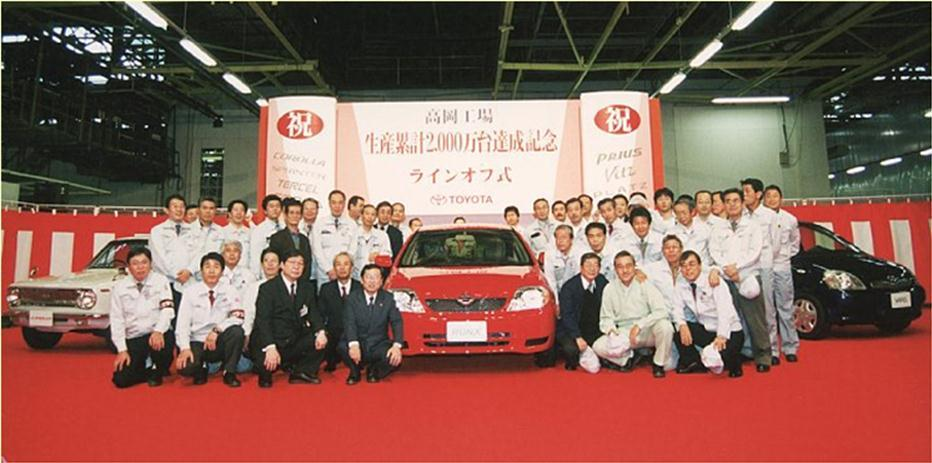 高岡工場
生産累計2,000万台達成記念
ラインオフ式
TOYOTA
祝
COROLLA
SPRINTER
TERCEL
祝
PRIUS
Vitz
PLATZ
RUNX